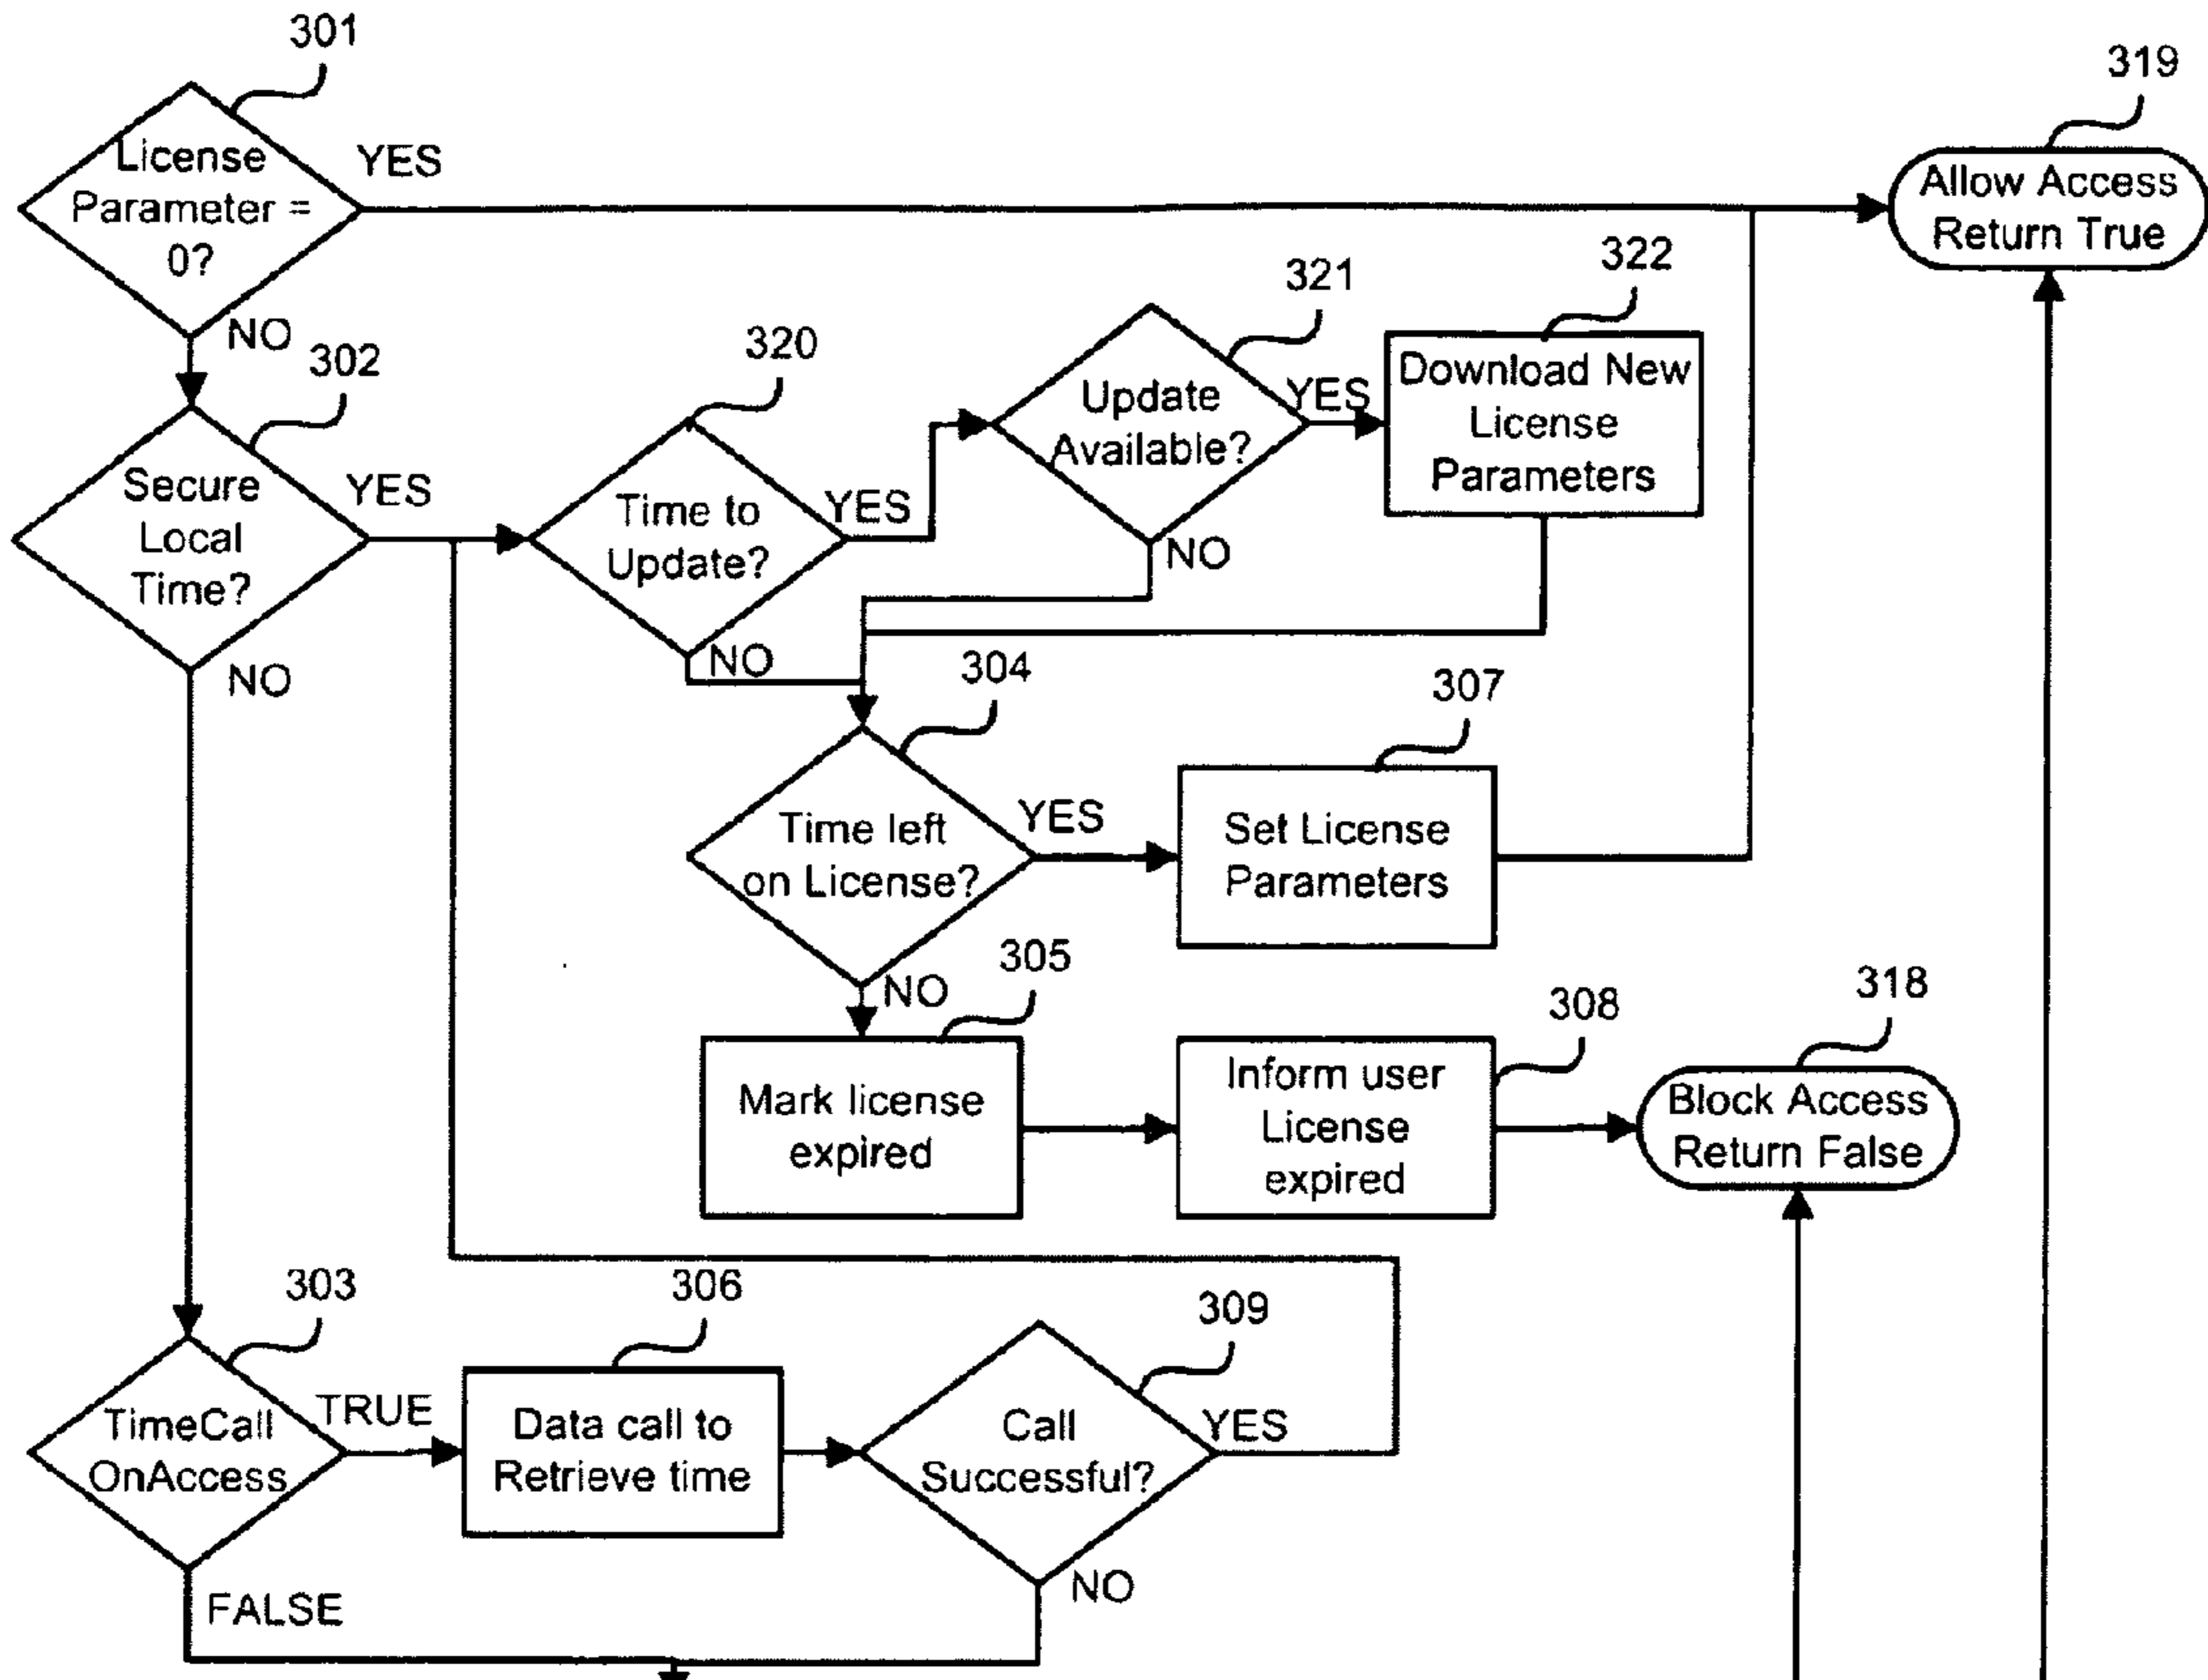 301
License
Parameter =
0?
YES
NO
319
Allow Access
Return True
302
Secure
Local
Time?
YES
NO
320
Time to
Update?
YES
NO
321
Update
Available?
YES
NO
322
Download New
License
Parameters
304
Time left
on License?
YES
NO
307
Set License
Parameters
305
Mark license
expired
308
Inform user
License
expired
318
Block Access
Return False
303
TimeCall
OnAccess
TRUE
FALSE
306
Data call to
Retrieve time
309
Call
Successful?
YES
NO